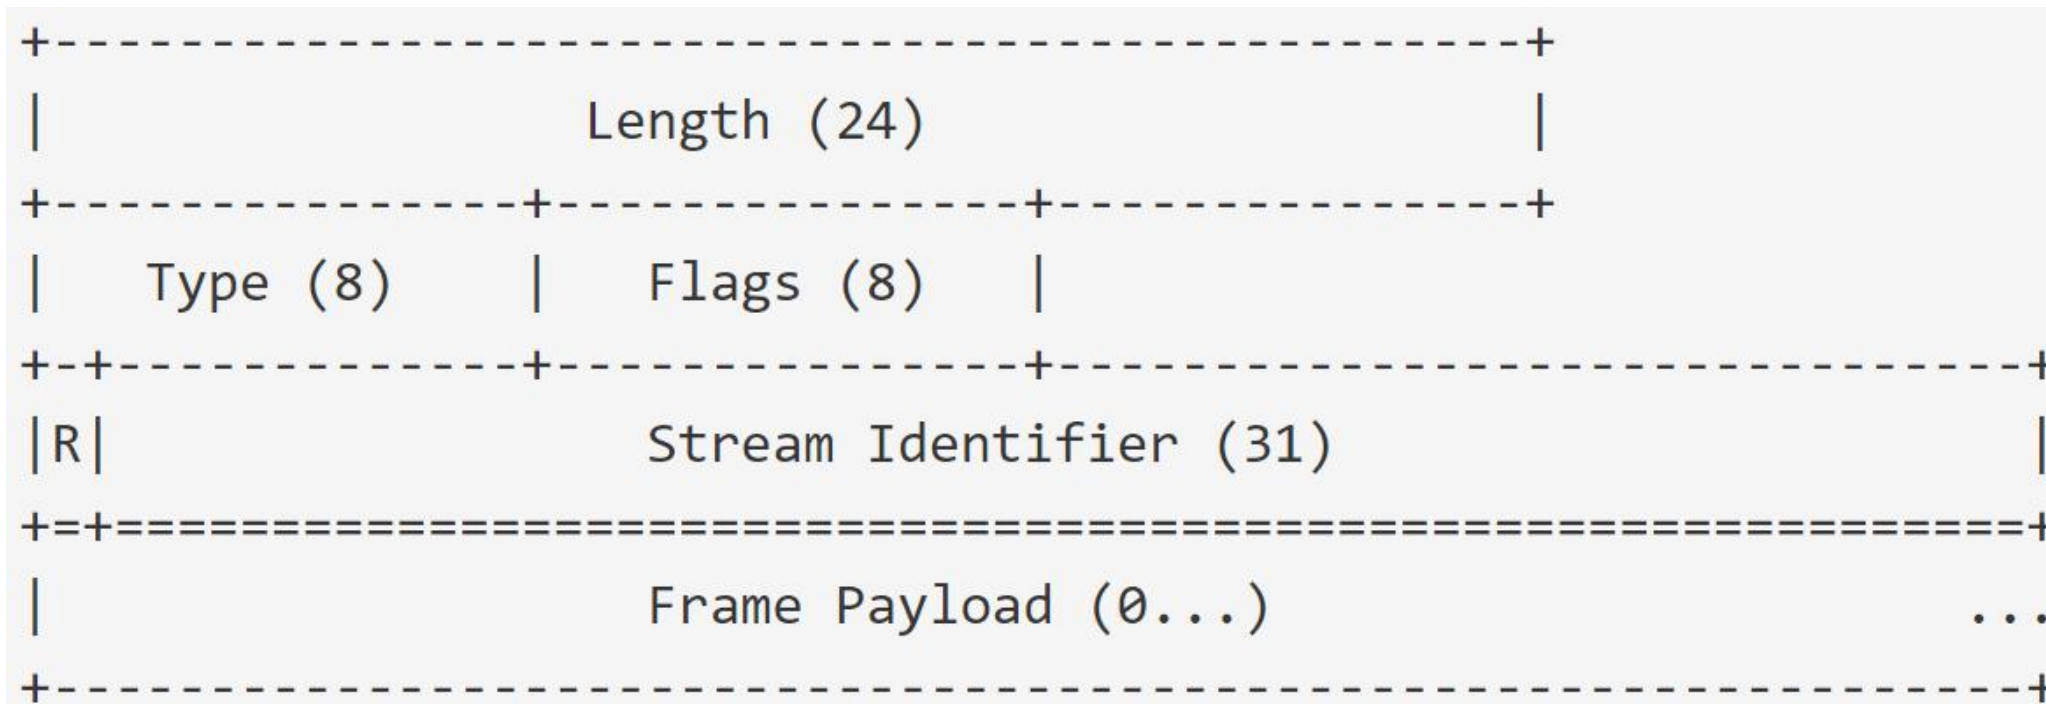 +-----------------------------------------------+
|                 Length (24)                   |
+---------------+---------------+---------------+
|   Type (8)    |   Flags (8)   |
+-+-------------+---------------+-------------------------------+
|R|                 Stream Identifier (31)                      |
+=+=============================================================+
|                   Frame Payload (0...)                      ...
+---------------------------------------------------------------+